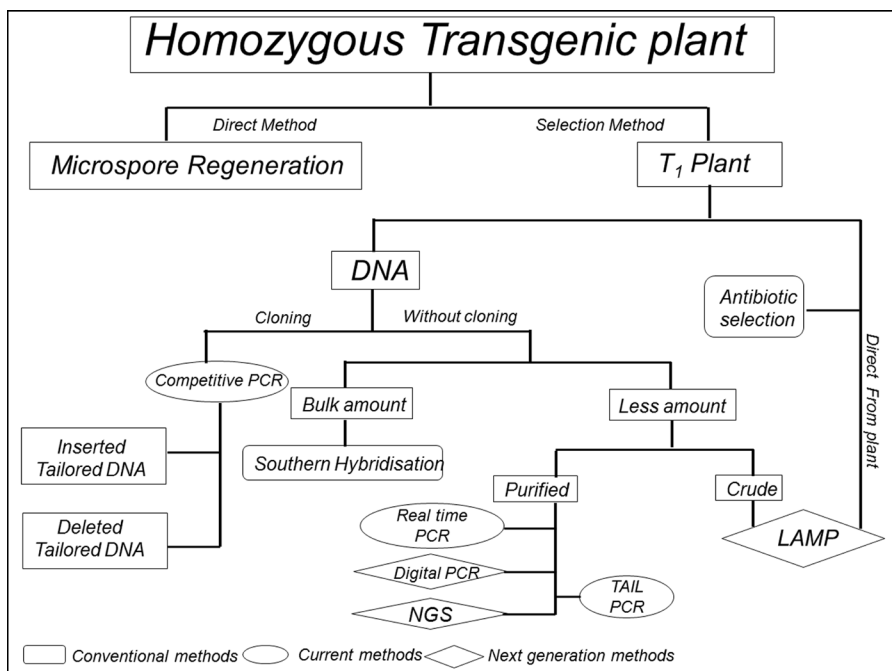 Homozygous Transgenic plant
Direct Method
Selection Method
Microspore Regeneration
T1 Plant
DNA
Antibiotic
selection
Cloning
Without cloning
Direct From plant
Competitive PCR
Bulk amount
Less amount
Inserted
Tailored DNA
Southern Hybridisation
Purified
Crude
Deleted
Tailored DNA
Real time
PCR
LAMP
Digital PCR
TAIL
PCR
NGS
Conventional methods
Current methods
Next generation methods